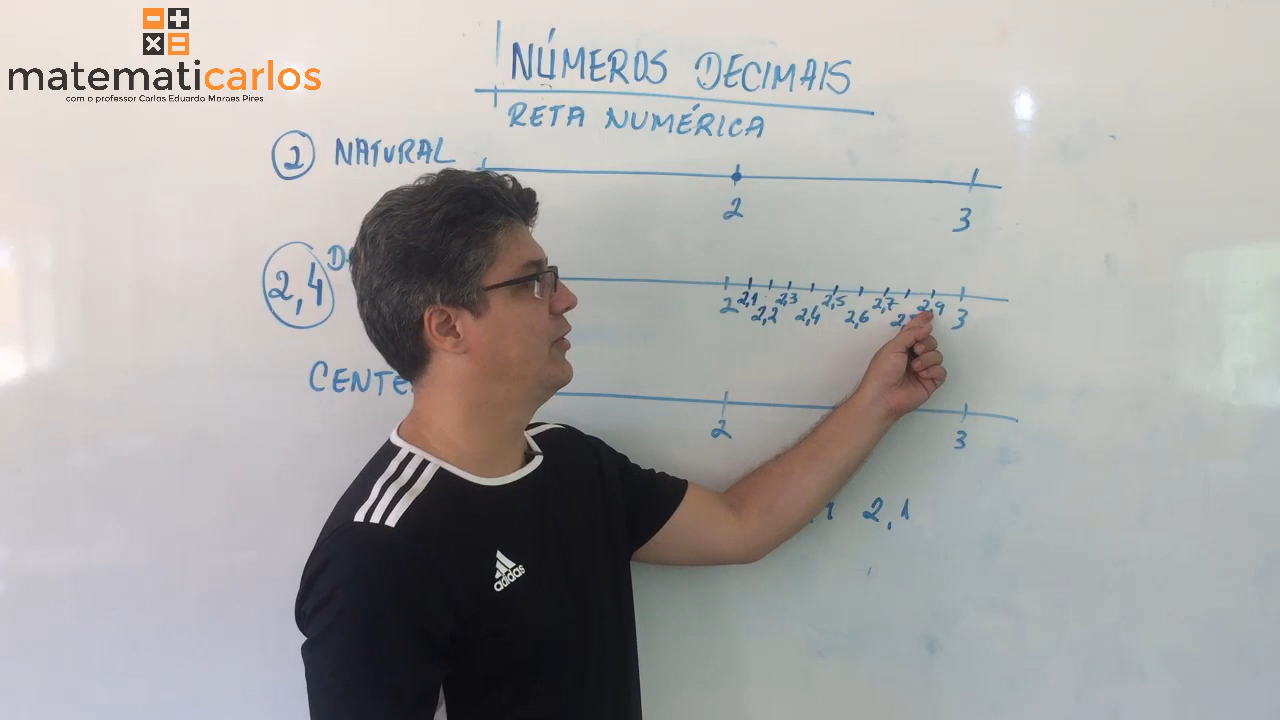 matematicarlos
com o professor Carlos Eduardo Moraes Pires
NÚMEROS DECIMAIS
RETA NUMÉRICA
2 NATURAL
2 3
2,4
2 2,1 2,2 2,3 2,4 2,5 2,6 2,7 2,9 3
2 3
2,1
adidas